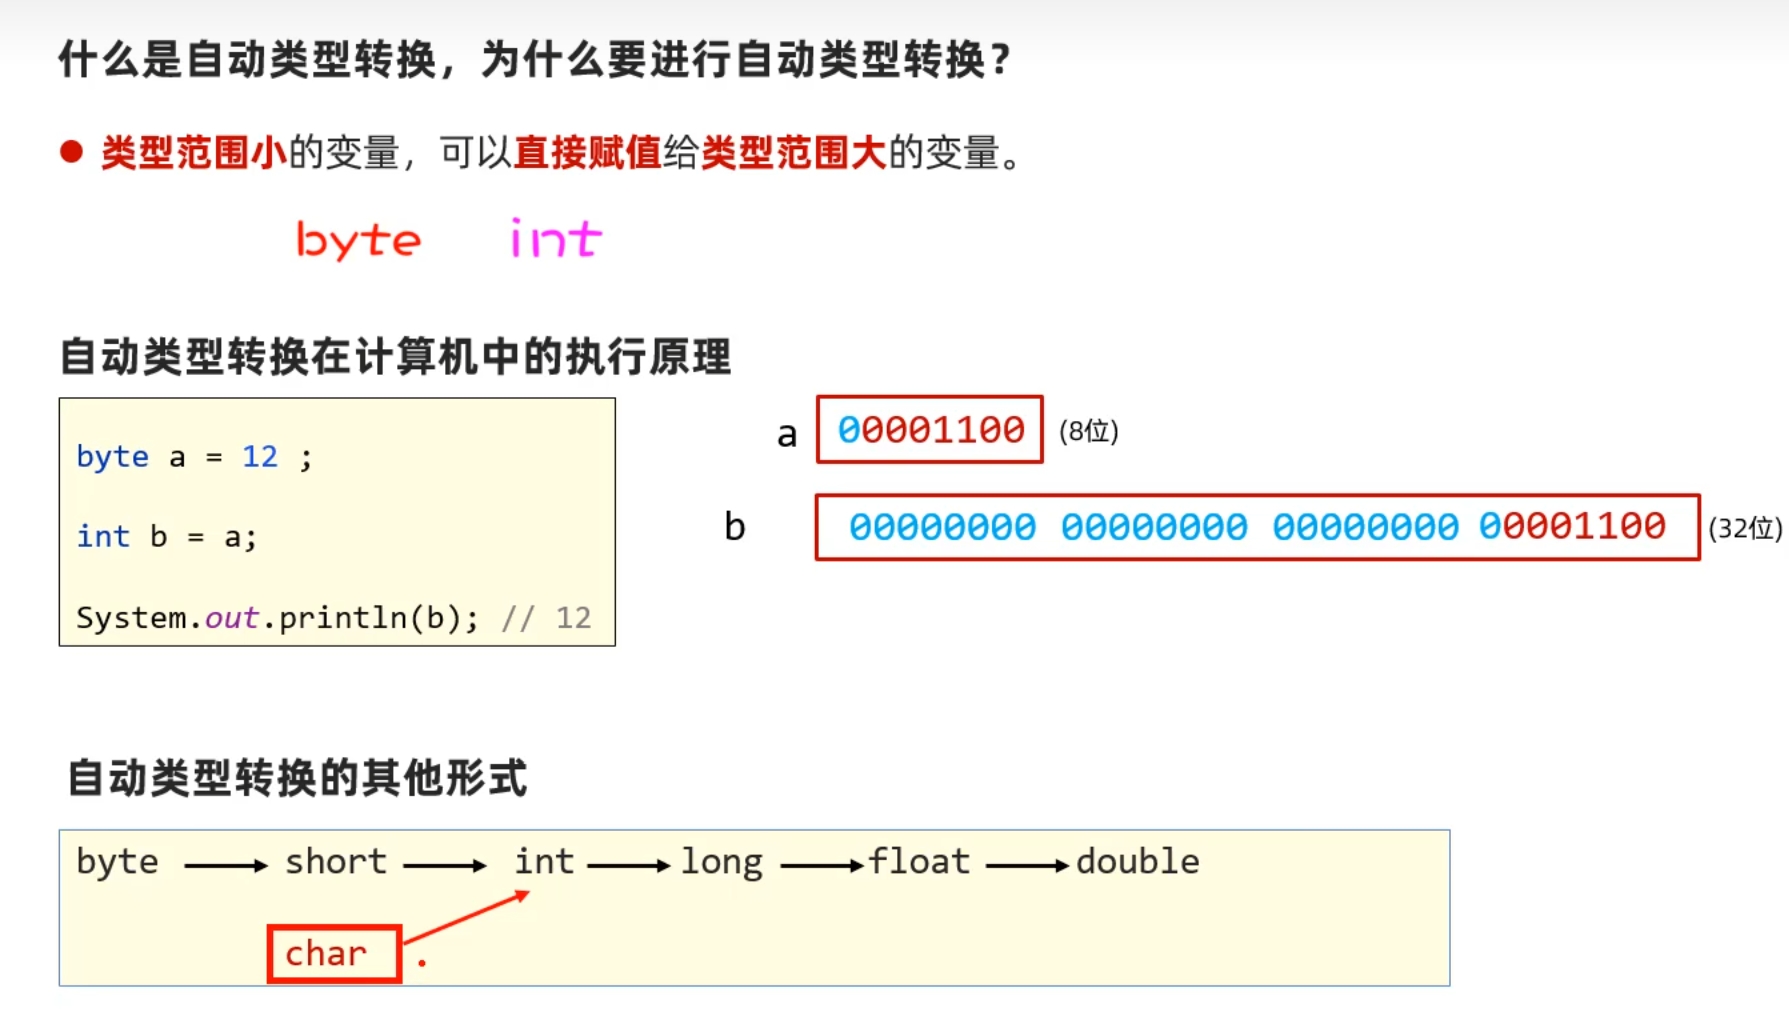 什么是自动类型转换，为什么要进行自动类型转换？
● 类型范围小的变量，可以直接赋值给类型范围大的变量。
byte int
自动类型转换在计算机中的执行原理
byte a = 12 ;
int b = a;
System.out.println(b); // 12
a 00001100 (8位)
b 00000000 00000000 00000000 00001100 (32位)
自动类型转换的其他形式
byte short int long float double
char